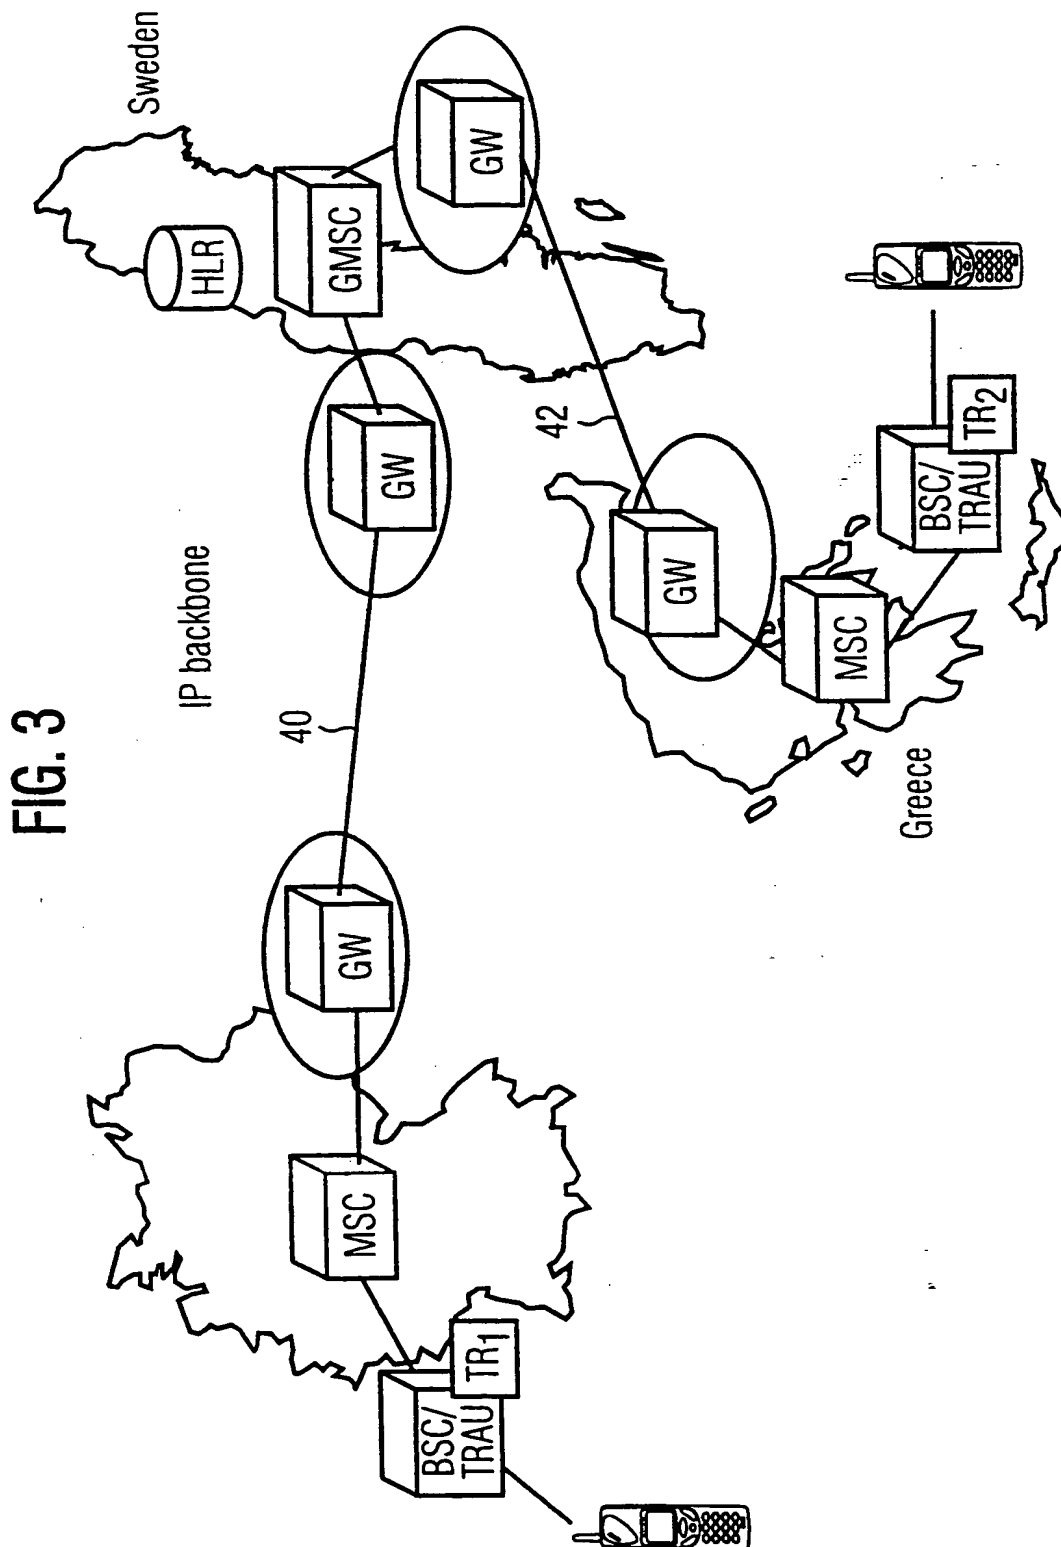 FIG. 3
Sweden
HLR
GMSC
GW
GW
IP backbone
40
42
GW
MSC
GW
MSC
BSC/
TRAU
TR1
BSC/
TRAU
TR2
Greece